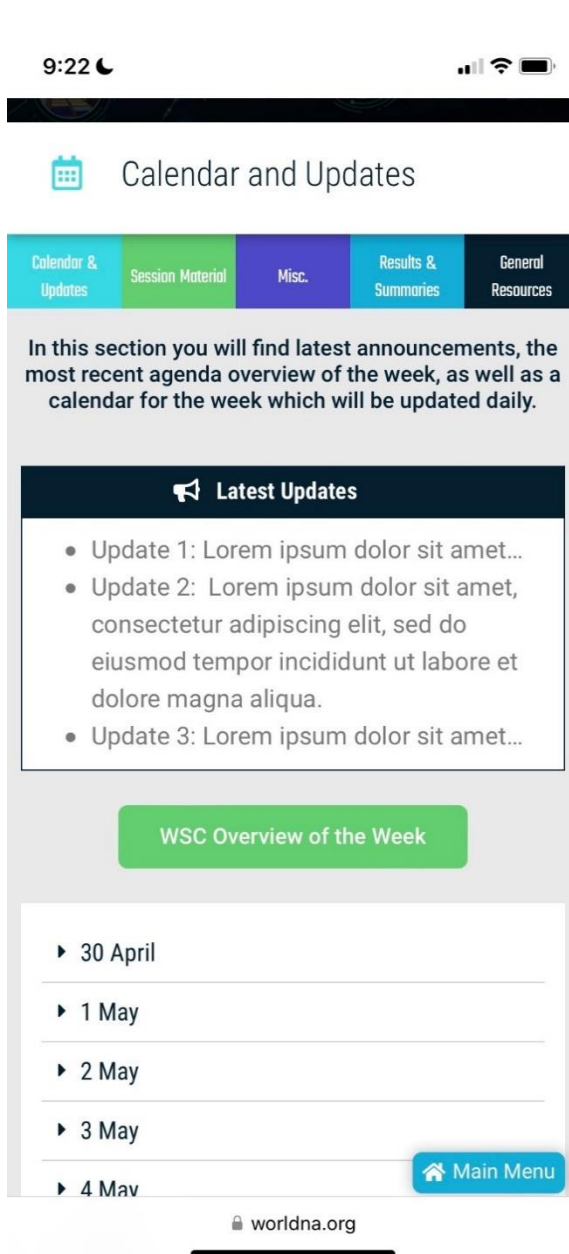 9:22
Calendar and Updates
Calendar &
Updates
Session Material
Misc.
Results &
Summaries
General
Resources
In this section you will find latest announcements, the
most recent agenda overview of the week, as well as a
calendar for the week which will be updated daily.
Latest Updates
● Update 1: Lorem ipsum dolor sit amet...
● Update 2:  Lorem ipsum dolor sit amet,
consectetur adipiscing elit, sed do
eiusmod tempor incididunt ut labore et
dolore magna aliqua.
● Update 3: Lorem ipsum dolor sit amet...
WSC Overview of the Week
30 April
1 May
2 May
3 May
4 May
Main Menu
worldna.org